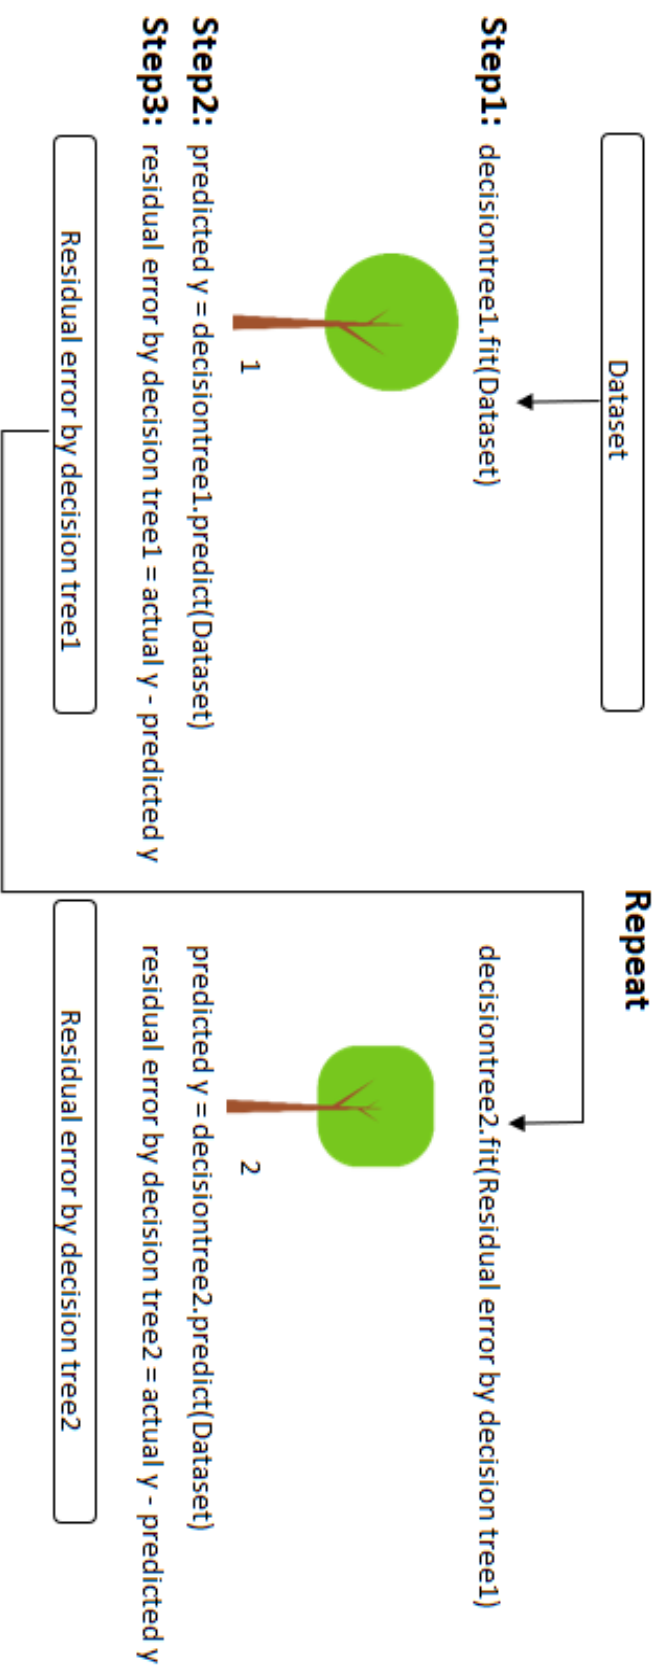 Dataset
Repeat
Step1: decisiontree1.fit(Dataset)
decisiontree2.fit(Residual error by decision tree1)
1
2
Step2: predicted y = decisiontree1.predict(Dataset)
predicted y = decisiontree2.predict(Dataset)
Step3: residual error by decision tree1 = actual y - predicted y
residual error by decision tree2 = actual y - predicted y
Residual error by decision tree1
Residual error by decision tree2